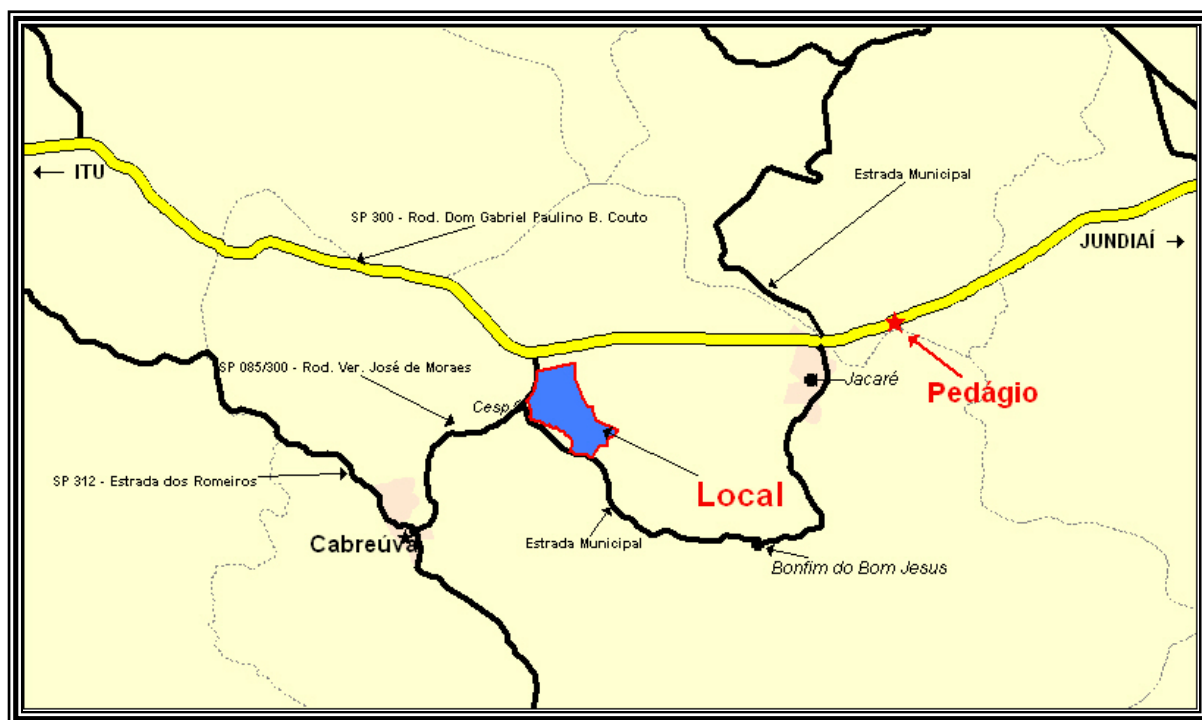 ← ITU
Estrada Municipal
SP 300 - Rod. Dom Gabriel Paulino B. Couto
JUNDIAÍ →
SP 085/300 - Rod. Ver. José de Moraes
Jacaré
Pedágio
Cesp
SP 312 - Estrada dos Romeiros
Local
Estrada Municipal
Cabreúva
Bonfim do Bom Jesus